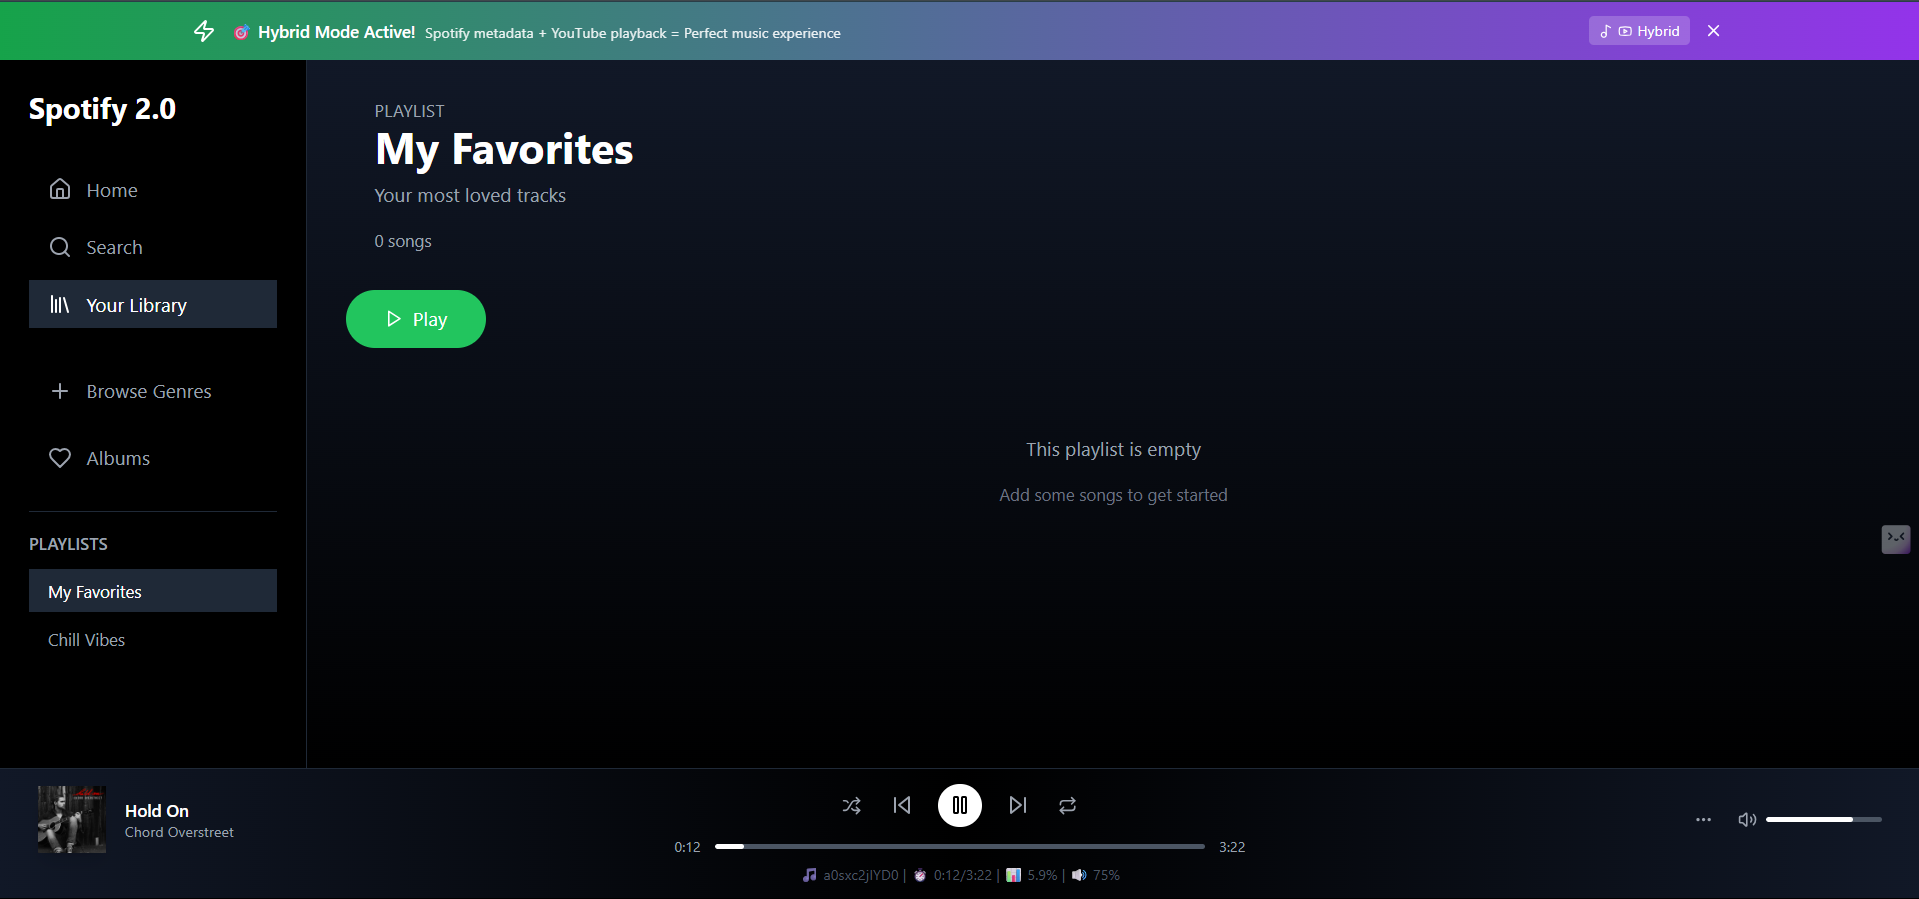 🎯 Hybrid Mode Active! Spotify metadata + YouTube playback = Perfect music experience
Hybrid
Spotify 2.0
Home
Search
Your Library
Browse Genres
Albums
PLAYLISTS
My Favorites
Chill Vibes
PLAYLIST
My Favorites
Your most loved tracks
0 songs
Play
This playlist is empty
Add some songs to get started
Hold On
Chord Overstreet
0:12
3:22
🎵 a0sxc2jIYD0 | ⏱️ 0:12/3:22 | 📊 5.9% | 🔊 75%